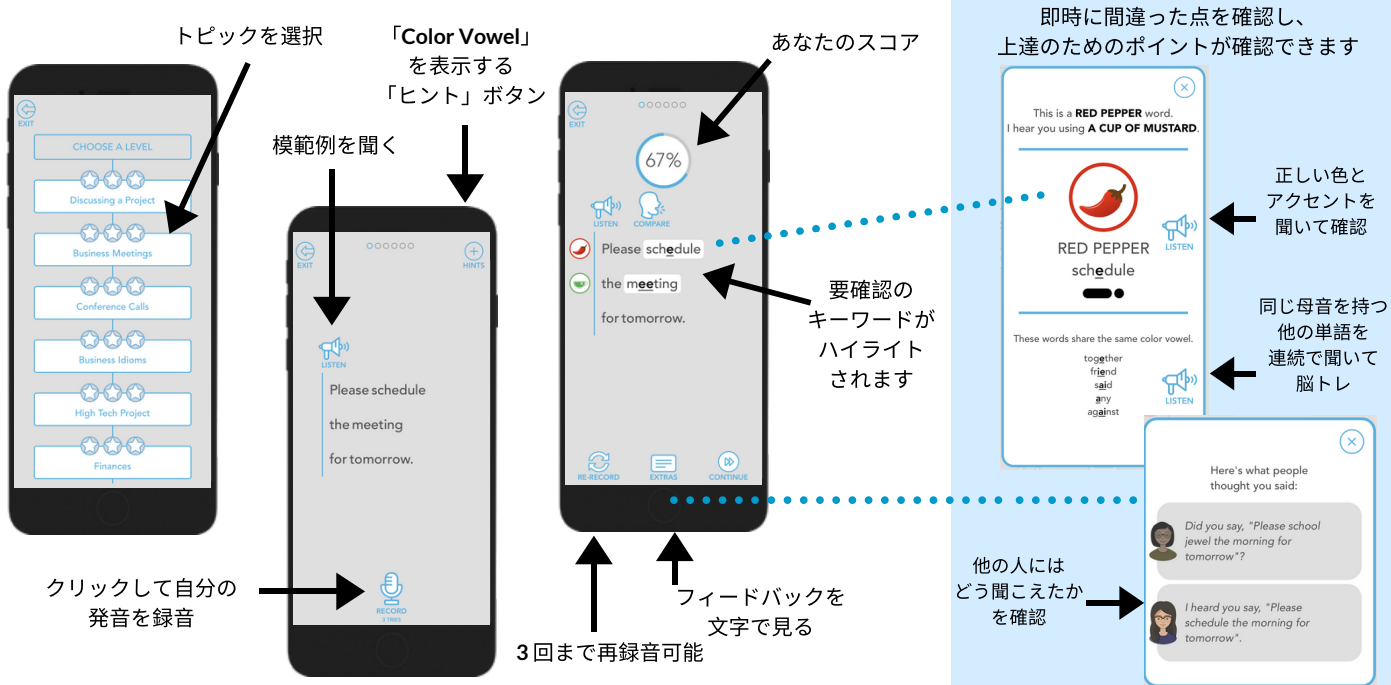 トピックを選択
EXIT
CHOOSE A LEVEL
Discussing a Project
Business Meetings
Conference Calls
Business Idioms
High Tech Project
Finances
「Color Vowel」
を表示する
「ヒント」ボタン
模範例を聞く
EXIT
HINTS
LISTEN
Please schedule
the meeting
for tomorrow.
RECORD
3 TRIES
クリックして自分の
発音を録音
あなたのスコア
EXIT
67%
LISTEN
COMPARE
Please schedule
the meeting
for tomorrow.
RE-RECORD
EXTRAS
CONTINUE
要確認の
キーワードが
ハイライト
されます
フィードバックを
文字で見る
3回まで再録音可能
即時に間違った点を確認し、
上達のためのポイントが確認できます
This is a RED PEPPER word.
I hear you using A CUP OF MUSTARD.
LISTEN
RED PEPPER
schedule
These words share the same color vowel.
together
friend
said
any
against
LISTEN
正しい色と
アクセントを
聞いて確認
同じ母音を持つ
他の単語を
連続で聞いて
脳トレ
Here's what people
thought you said:
Did you say, "Please school
jewel the morning for
tomorrow"?
I heard you say, "Please
schedule the morning for
tomorrow".
他の人には
どう聞こえたか
を確認